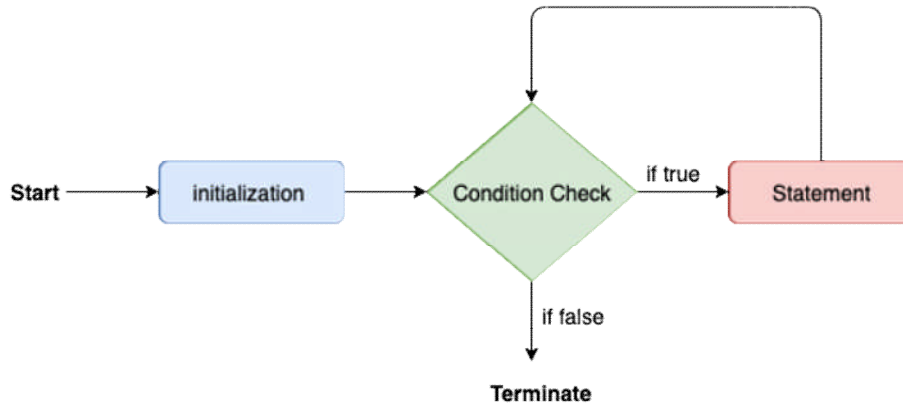 Start
initialization
Condition Check
if true
Statement
if false
Terminate